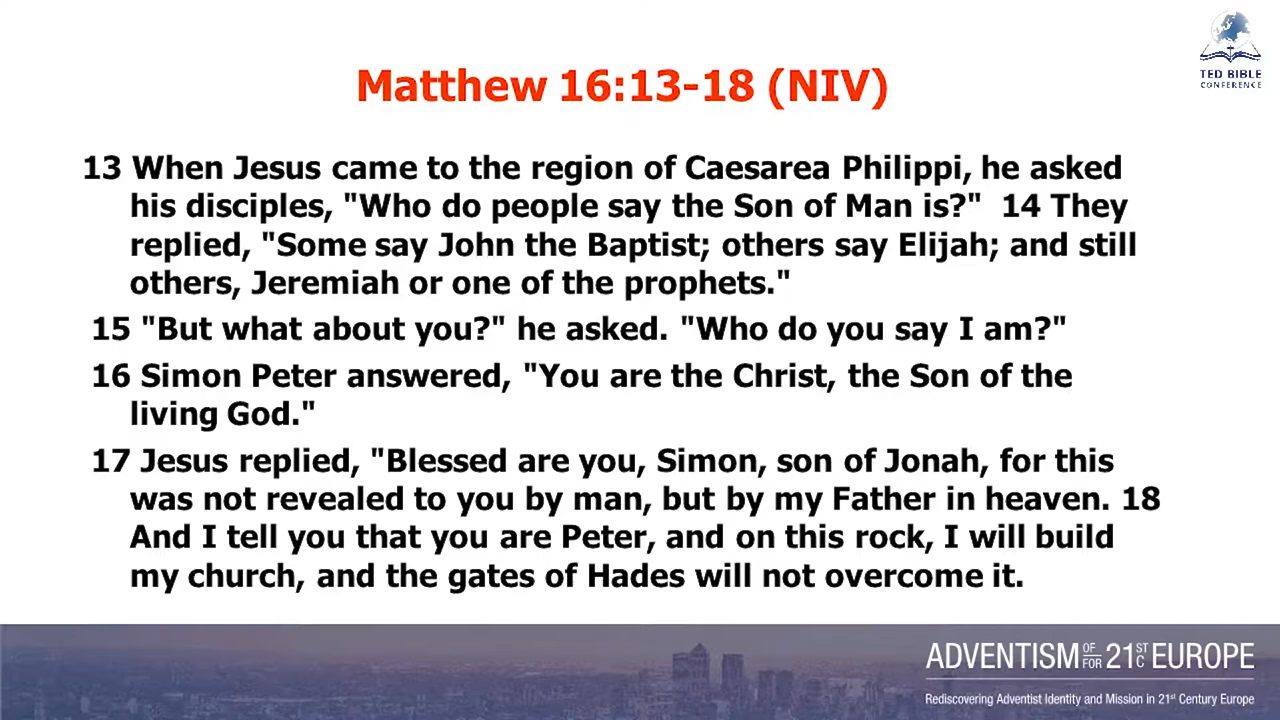 TED BIBLE
CONFERENCE
Matthew 16:13-18 (NIV)
13 When Jesus came to the region of Caesarea Philippi, he asked
his disciples, "Who do people say the Son of Man is?" 14 They
replied, "Some say John the Baptist; others say Elijah; and still
others, Jeremiah or one of the prophets."
15 "But what about you?" he asked. "Who do you say I am?"
16 Simon Peter answered, "You are the Christ, the Son of the
living God."
17 Jesus replied, "Blessed are you, Simon, son of Jonah, for this
was not revealed to you by man, but by my Father in heaven. 18
And I tell you that you are Peter, and on this rock, I will build
my church, and the gates of Hades will not overcome it.
ADVENTISM OF/FOR 21ST C EUROPE
Rediscovering Adventist Identity and Mission in 21st Century Europe